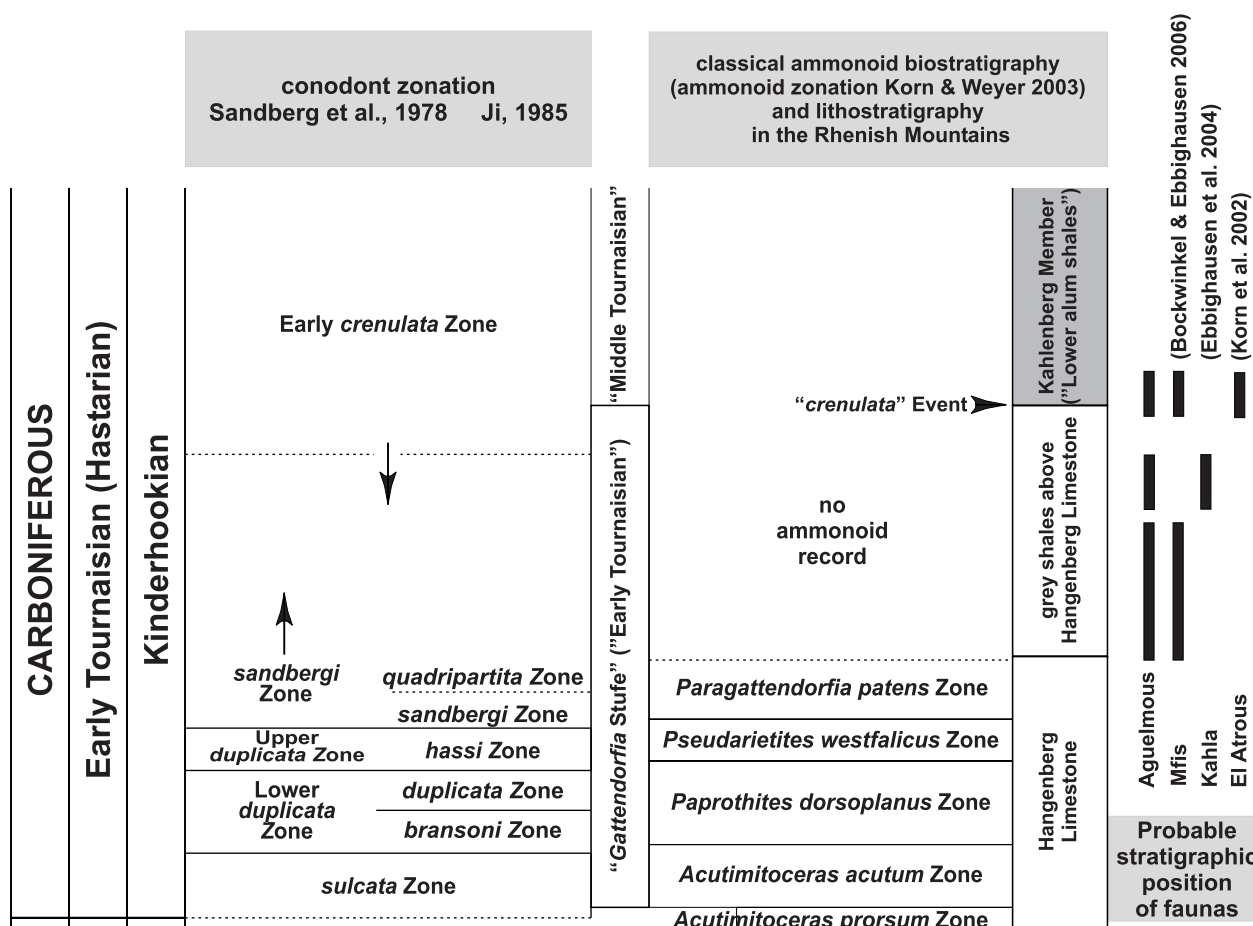 conodont zonation
Sandberg et al., 1978 Ji, 1985
classical ammonoid biostratigraphy
(ammonoid zonation Korn & Weyer 2003)
and lithostratigraphy
in the Rhenish Mountains
(Bockwinkel & Ebbighausen 2006)
(Ebbighausen et al. 2004)
(Korn et al. 2002)
CARBONIFEROUS
Early Tournaisian (Hastarian)
Kinderhookian
Early crenulata Zone
sandbergi
Zone
quadripartita Zone
sandbergi Zone
Upper
duplicata Zone
hassi Zone
Lower
duplicata
Zone
duplicata Zone
bransoni Zone
sulcata Zone
“Middle Tournaisian”
“Gattendorfia Stufe” (”Early Tournaisian”)
“crenulata” Event
no
ammonoid
record
Paragattendorfia patens Zone
Pseudarietites westfalicus Zone
Paprothites dorsoplanus Zone
Acutimitoceras acutum Zone
Acutimitoceras prorsum Zone
Kahlenberg Member
(”Lower alum shales”)
grey shales above
Hangenberg Limestone
Hangenberg
Limestone
Aguelmous
Mfis
Kahla
El Atrous
Probable
stratigraphic
position
of faunas